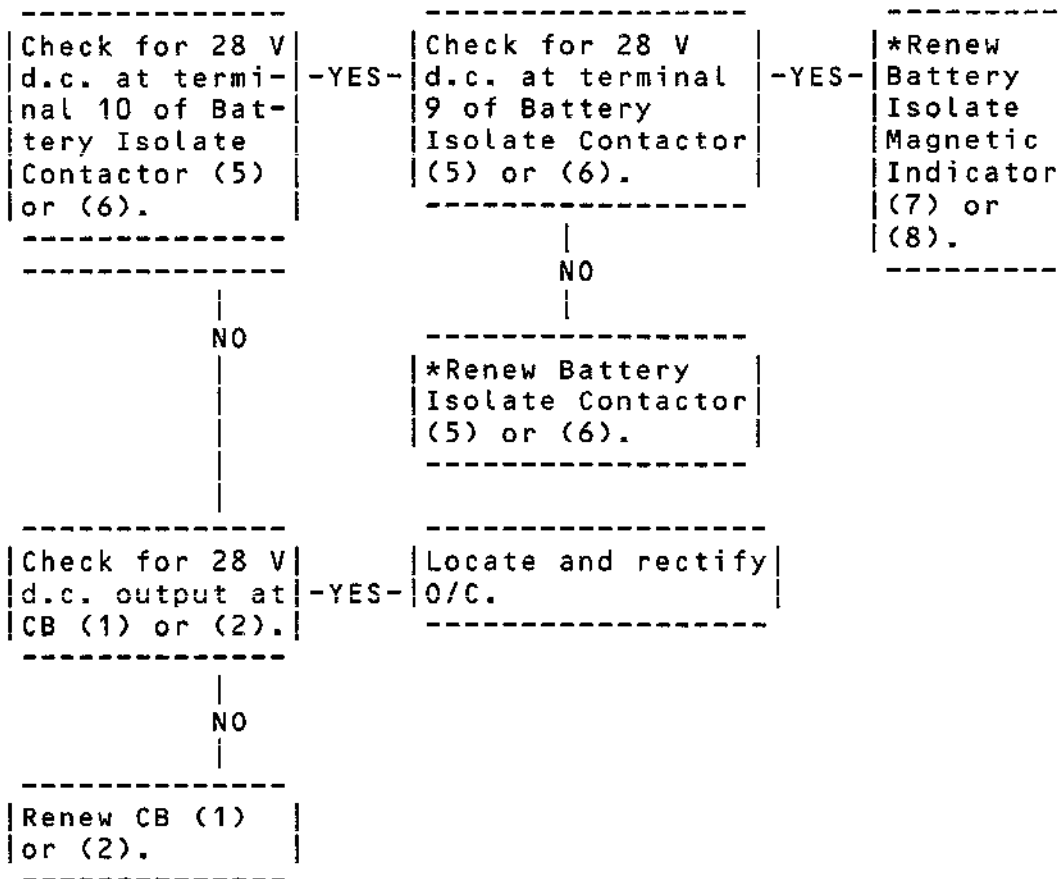 Check for 28 V
d.c. at termi-
nal 10 of Bat-
tery Isolate
Contactor (5)
or (6).
-YES-
Check for 28 V
d.c. at terminal
9 of Battery
Isolate Contactor
(5) or (6).
-YES-
*Renew
Battery
Isolate
Magnetic
Indicator
(7) or
(8).
NO
NO
*Renew Battery
Isolate Contactor
(5) or (6).
Check for 28 V
d.c. output at
CB (1) or (2).
-YES-
Locate and rectify
O/C.
NO
Renew CB (1)
or (2).